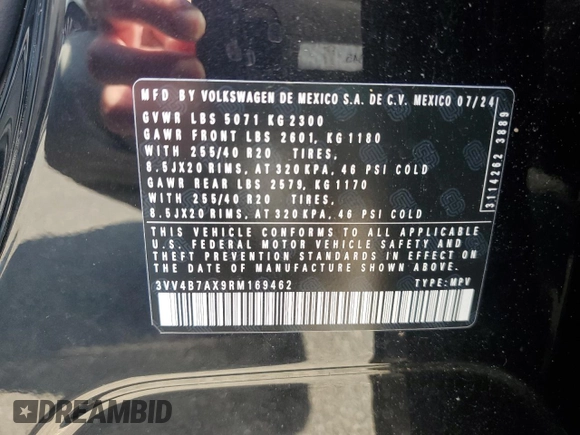 MFD BY VOLKSWAGEN DE MEXICO S.A. DE C.V. MEXICO 07/24
GVWR LBS 5071 KG 2300
GAWR FRONT LBS 2601, KG 1180
WITH 255/40 R20 TIRES,
8.5JX20 RIMS, AT 320 KPA, 46 PSI COLD
GAWR REAR LBS 2579, KG 1170
WITH 255/40 R20 TIRES,
8.5JX20 RIMS, AT 320 KPA, 46 PSI COLD
THIS VEHICLE CONFORMS TO ALL APPLICABLE
U.S. FEDERAL MOTOR VEHICLE SAFETY AND
THEFT PREVENTION STANDARDS IN EFFECT ON
THE DATE OF MANUFACTURE SHOWN ABOVE.
3VV4B7AX9RM169462 TYPE: MPV
3114262 3889
DREAMBID